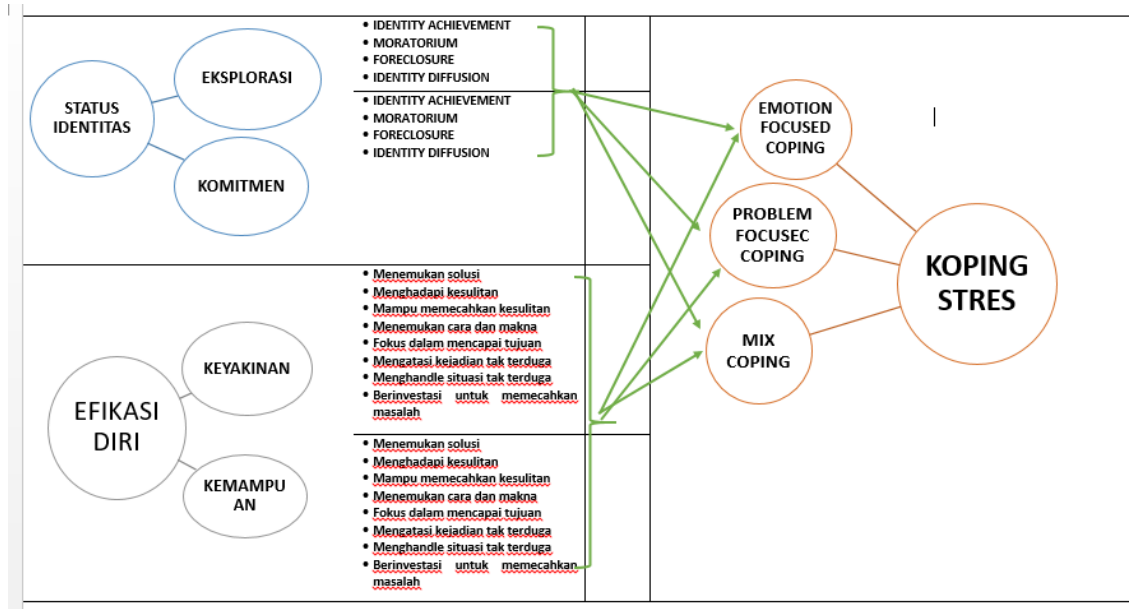 STATUS
IDENTITAS
EKSPLORASI
KOMITMEN
• IDENTITY ACHIEVEMENT
• MORATORIUM
• FORECLOSURE
• IDENTITY DIFFUSION
• IDENTITY ACHIEVEMENT
• MORATORIUM
• FORECLOSURE
• IDENTITY DIFFUSION
EFIKASI
DIRI
KEYAKINAN
KEMAMPU
AN
• Menemukan solusi
• Menghadapi kesulitan
• Mampu memecahkan kesulitan
• Menemukan cara dan makna
• Fokus dalam mencapai tujuan
• Mengatasi kejadian tak terduga
• Menghandle situasi tak terduga
• Berinvestasi untuk memecahkan
masalah
• Menemukan solusi
• Menghadapi kesulitan
• Mampu memecahkan kesulitan
• Menemukan cara dan makna
• Fokus dalam mencapai tujuan
• Mengatasi kejadian tak terduga
• Menghandle situasi tak terduga
• Berinvestasi untuk memecahkan
masalah
EMOTION
FOCUSED
COPING
PROBLEM
FOCUSEC
COPING
MIX
COPING
KOPING
STRES